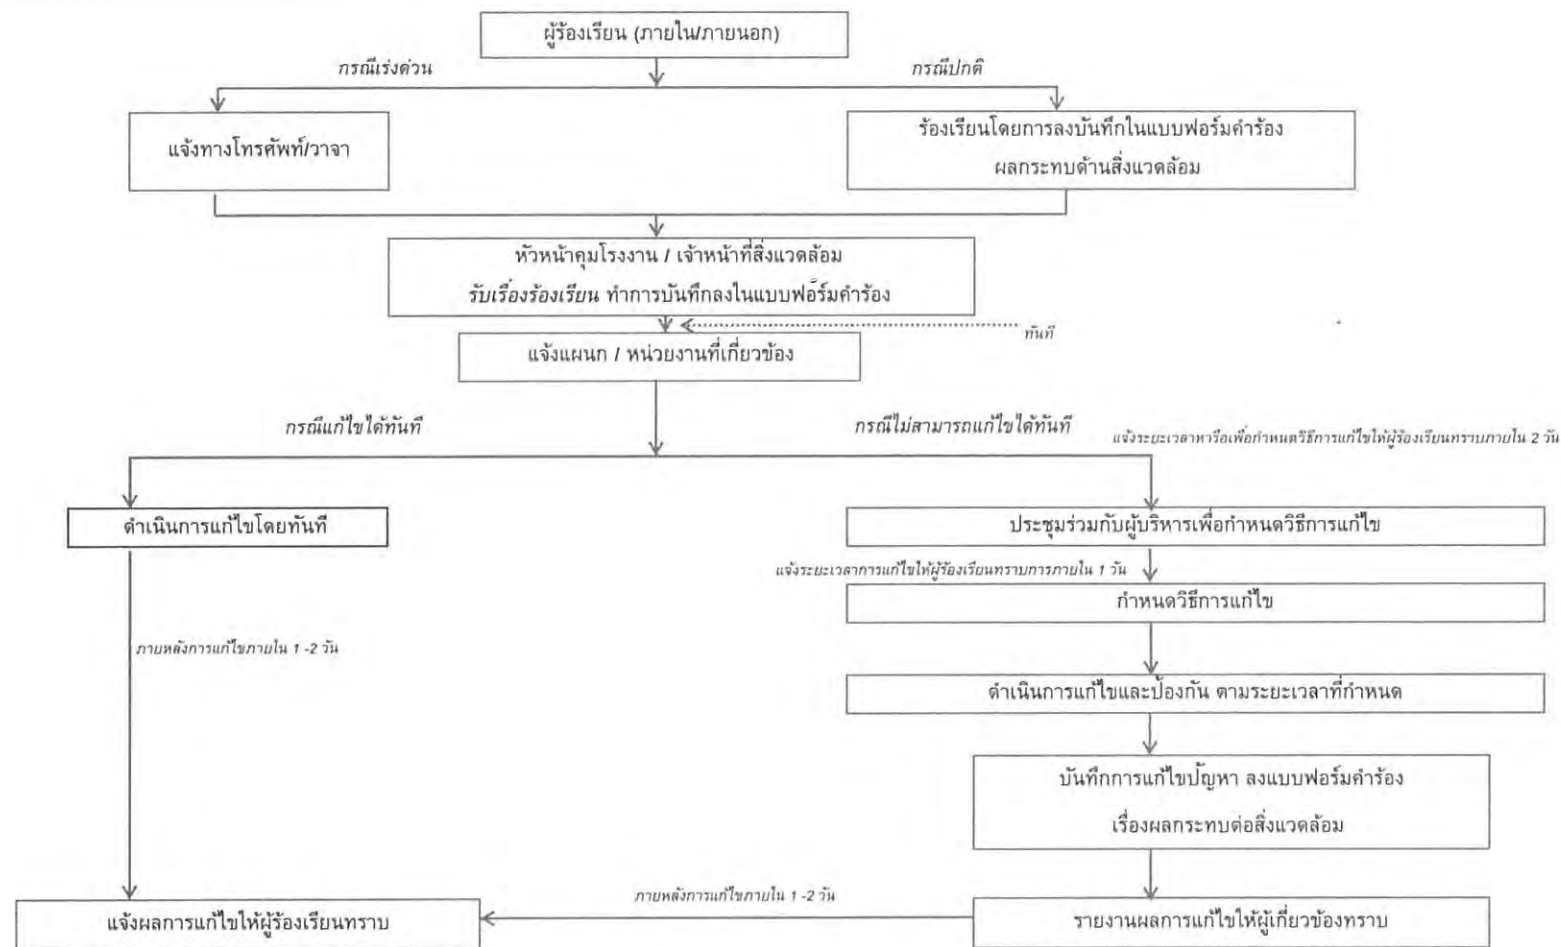 ผู้ร้องเรียน (ภายใน/ภายนอก)
กรณีเร่งด่วน
กรณีปกติ
แจ้งทางโทรศัพท์/วาจา
ร้องเรียนโดยการลงบันทึกในแบบฟอร์มคำร้อง
ผลกระทบด้านสิ่งแวดล้อม
หัวหน้าคุมโรงงาน / เจ้าหน้าที่สิ่งแวดล้อม
รับเรื่องร้องเรียน ทำการบันทึกลงในแบบฟอร์มคำร้อง
ทันที
แจ้งแผนก / หน่วยงานที่เกี่ยวข้อง
กรณีแก้ไขได้ทันที
กรณีไม่สามารถแก้ไขได้ทันที
แจ้งระยะเวลาหารือเพื่อกำหนดวิธีการแก้ไขให้ผู้ร้องเรียนทราบภายใน 2 วัน
ดำเนินการแก้ไขโดยทันที
ประชุมร่วมกับผู้บริหารเพื่อกำหนดวิธีการแก้ไข
แจ้งระยะเวลาการแก้ไขให้ผู้ร้องเรียนทราบการภายใน 1 วัน
กำหนดวิธีการแก้ไข
ภายหลังการแก้ไขภายใน 1 -2 วัน
ดำเนินการแก้ไขและป้องกัน ตามระยะเวลาที่กำหนด
บันทึกการแก้ไขปัญหา ลงแบบฟอร์มคำร้อง
เรื่องผลกระทบต่อสิ่งแวดล้อม
ภายหลังการแก้ไขภายใน 1 -2 วัน
แจ้งผลการแก้ไขให้ผู้ร้องเรียนทราบ
รายงานผลการแก้ไขให้ผู้เกี่ยวข้องทราบ